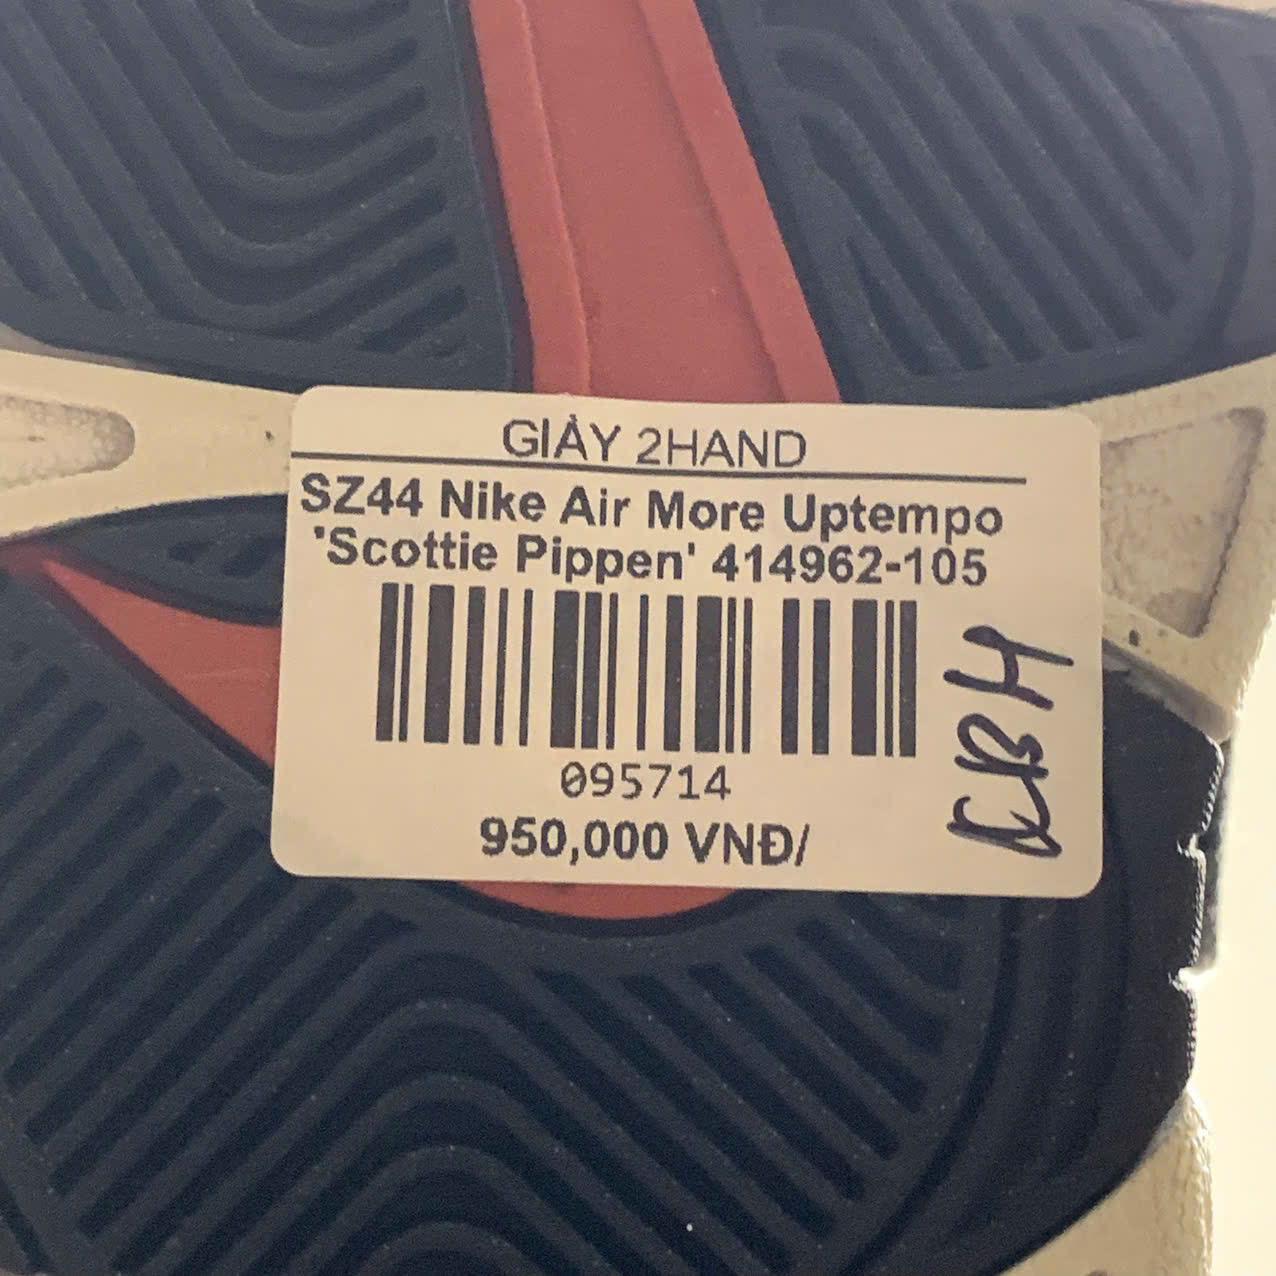 GIÀY 2HAND
SZ44 Nike Air More Uptempo
'Scottie Pippen' 414962-105
095714
950,000 VNĐ/